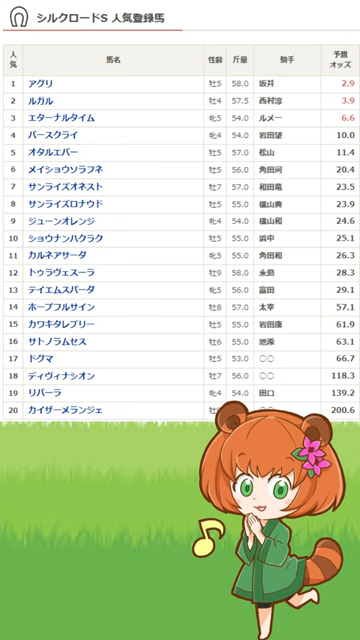 シルクロードS 人気登録馬
人気 馬名 性齢 斤量 騎手 予想オッズ
1 アグリ 牡5 58.0 坂井 2.9
2 ルガル 牡4 57.5 西村淳 3.9
3 エターナルタイム 牝5 54.0 ルメー 6.6
4 バースクライ 牝4 54.0 岩田望 10.0
5 オタルエバー 牡5 57.0 松山 11.4
6 メイショウソラフネ 牡5 56.0 角田河 20.4
7 サンライズオネスト 牡7 57.0 和田竜 23.5
8 サンライズロナウド 牡5 55.0 横山典 23.9
9 ジューンオレンジ 牝4 54.0 横山和 24.6
10 ショウナンハクラク 牡5 55.0 浜中 25.1
11 カルネアサーダ 牝5 55.0 角田和 26.3
12 トゥラヴェスーラ 牡9 58.0 永島 28.3
13 テイエムスパーダ 牝5 56.0 富田 29.1
14 ホープフルサイン 牡8 57.0 太宰 57.1
15 カワキタレブリー 牡5 55.0 岩田康 61.9
16 サトノラムセス 牡6 55.0 池添 63.1
17 ドグマ 牡5 53.0 ○○ 66.7
18 ディヴィナシオン 牡7 56.0 ○○ 118.3
19 リバーラ 牝4 54.0 田口 139.2
20 カイザーメランジェ 牡 ○○ 200.6